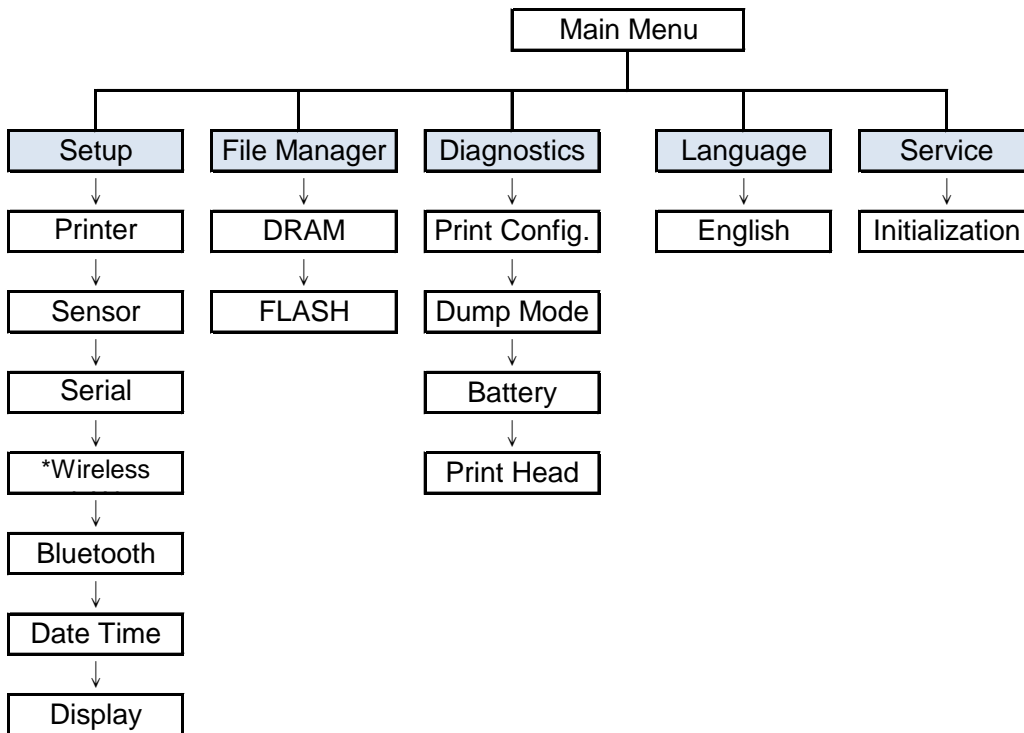 Main Menu
Setup
File Manager
Diagnostics
Language
Service
Printer
DRAM
Print Config.
English
Initialization
Sensor
FLASH
Dump Mode
Serial
Battery
*Wireless
Print Head
Bluetooth
Date Time
Display